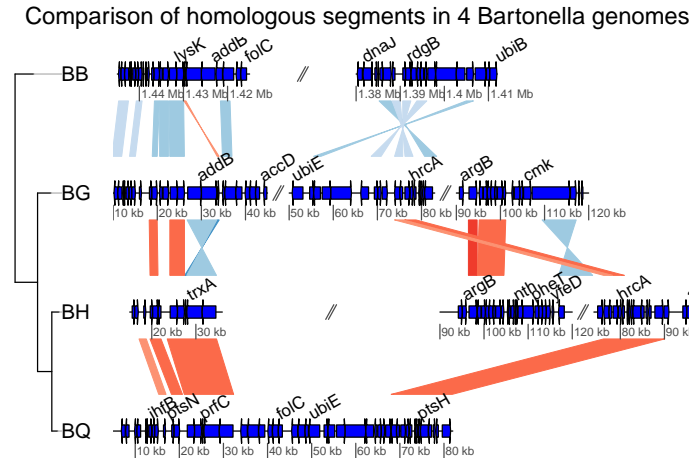 Comparison of homologous segments in 4 Bartonella genomes
lysK addB folC dnaJ rdgB ubiB
BB //
1.44 Mb 1.43 Mb 1.42 Mb 1.38 Mb 1.39 Mb 1.4 Mb 1.41 Mb
addB accD ubiE hrcA argB cmk
BG // //
10 kb 20 kb 30 kb 40 kb 50 kb 60 kb 70 kb 80 kb 90 kb 100 kb 110 kb 120 kb
trxA argB nth pheT yfeD hrcA
BH // //
20 kb 30 kb 90 kb 100 kb 110 kb 120 kb 80 kb 90 kb
ihfB ptsN prfC folC ubiE ptsH
BQ
10 kb 20 kb 30 kb 40 kb 50 kb 60 kb 70 kb 80 kb